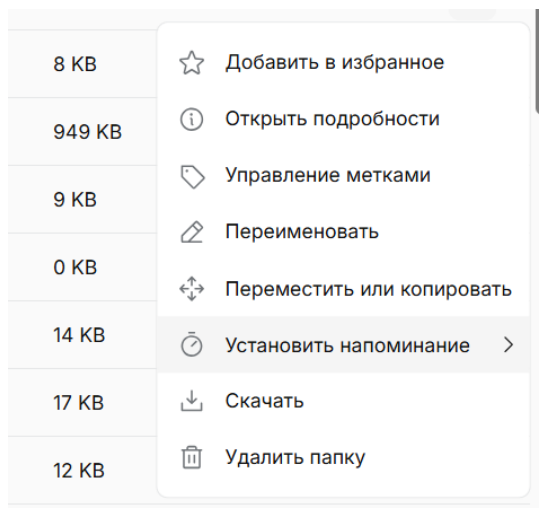 8 KB
949 KB
9 KB
0 KB
14 KB
17 KB
12 KB
Добавить в избранное
Открыть подробности
Управление метками
Переименовать
Переместить или копировать
Установить напоминание
Скачать
Удалить папку